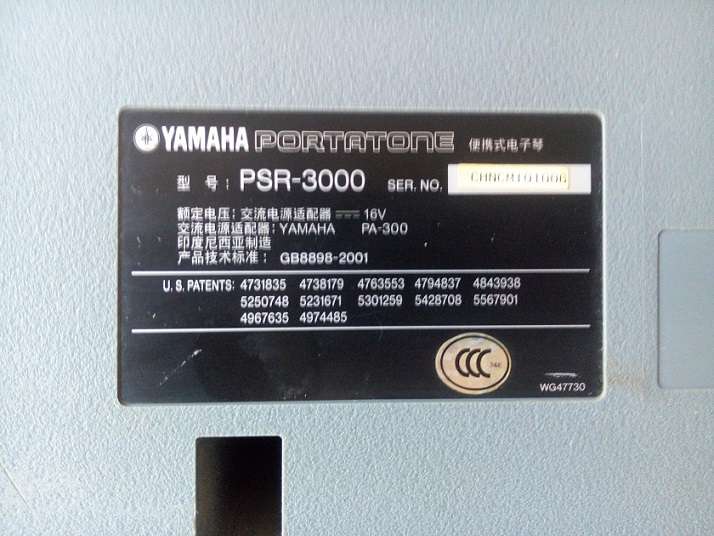 YAMAHA PORTATONE 便携式电子琴
型 号: PSR-3000 SER. NO.
额定电压: 交流电源适配器 16V
交流电源适配器: YAMAHA PA-300
印度尼西亚制造
产品技术标准: GB8898-2001
U.S. PATENTS: 4731835 4738179 4763553 4794837 4843938
5250748 5231671 5301259 5428708 5567901
4967635 4974485
CCC
WG47730